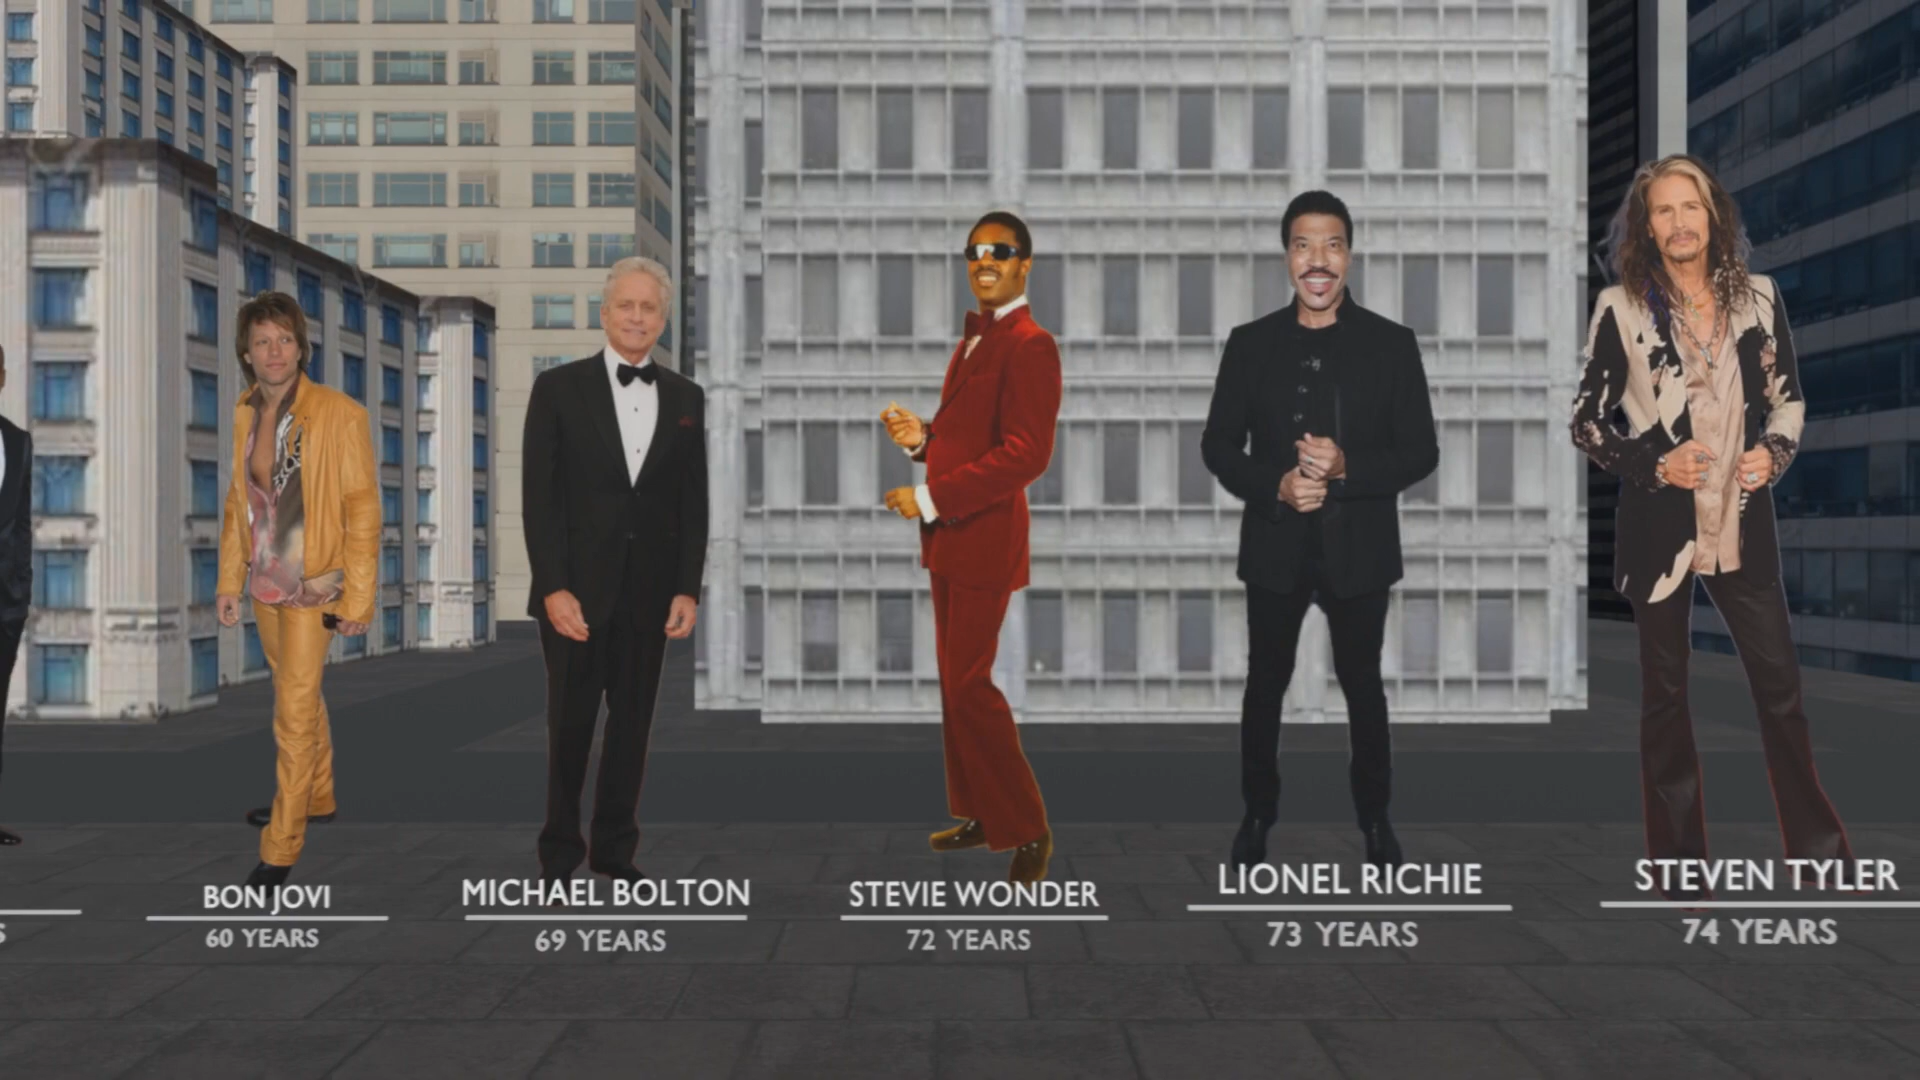 BON JOVI
60 YEARS
MICHAEL BOLTON
69 YEARS
STEVIE WONDER
72 YEARS
LIONEL RICHIE
73 YEARS
STEVEN TYLER
74 YEARS